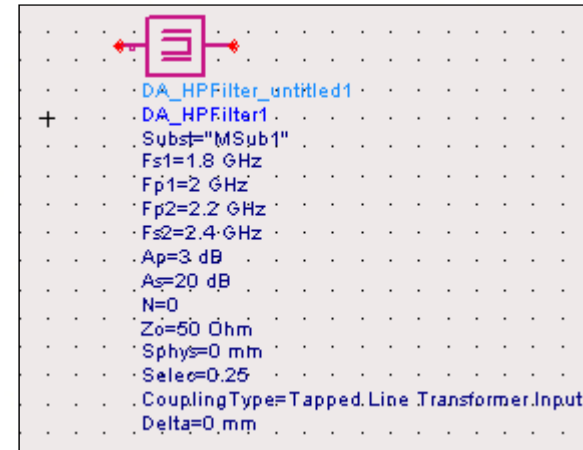 DA_HPFilter_untitled1
DA_HPFilter1
Subst="MSub1"
Fs1=1.8 GHz
Fp1=2 GHz
Fp2=2.2 GHz
Fs2=2.4 GHz
Ap=3 dB
As=20 dB
N=0
Zo=50 Ohm
Sphys=0 mm
Selec=0.25
CouplingType=Tapped Line Transformer Input
Delta=0 mm